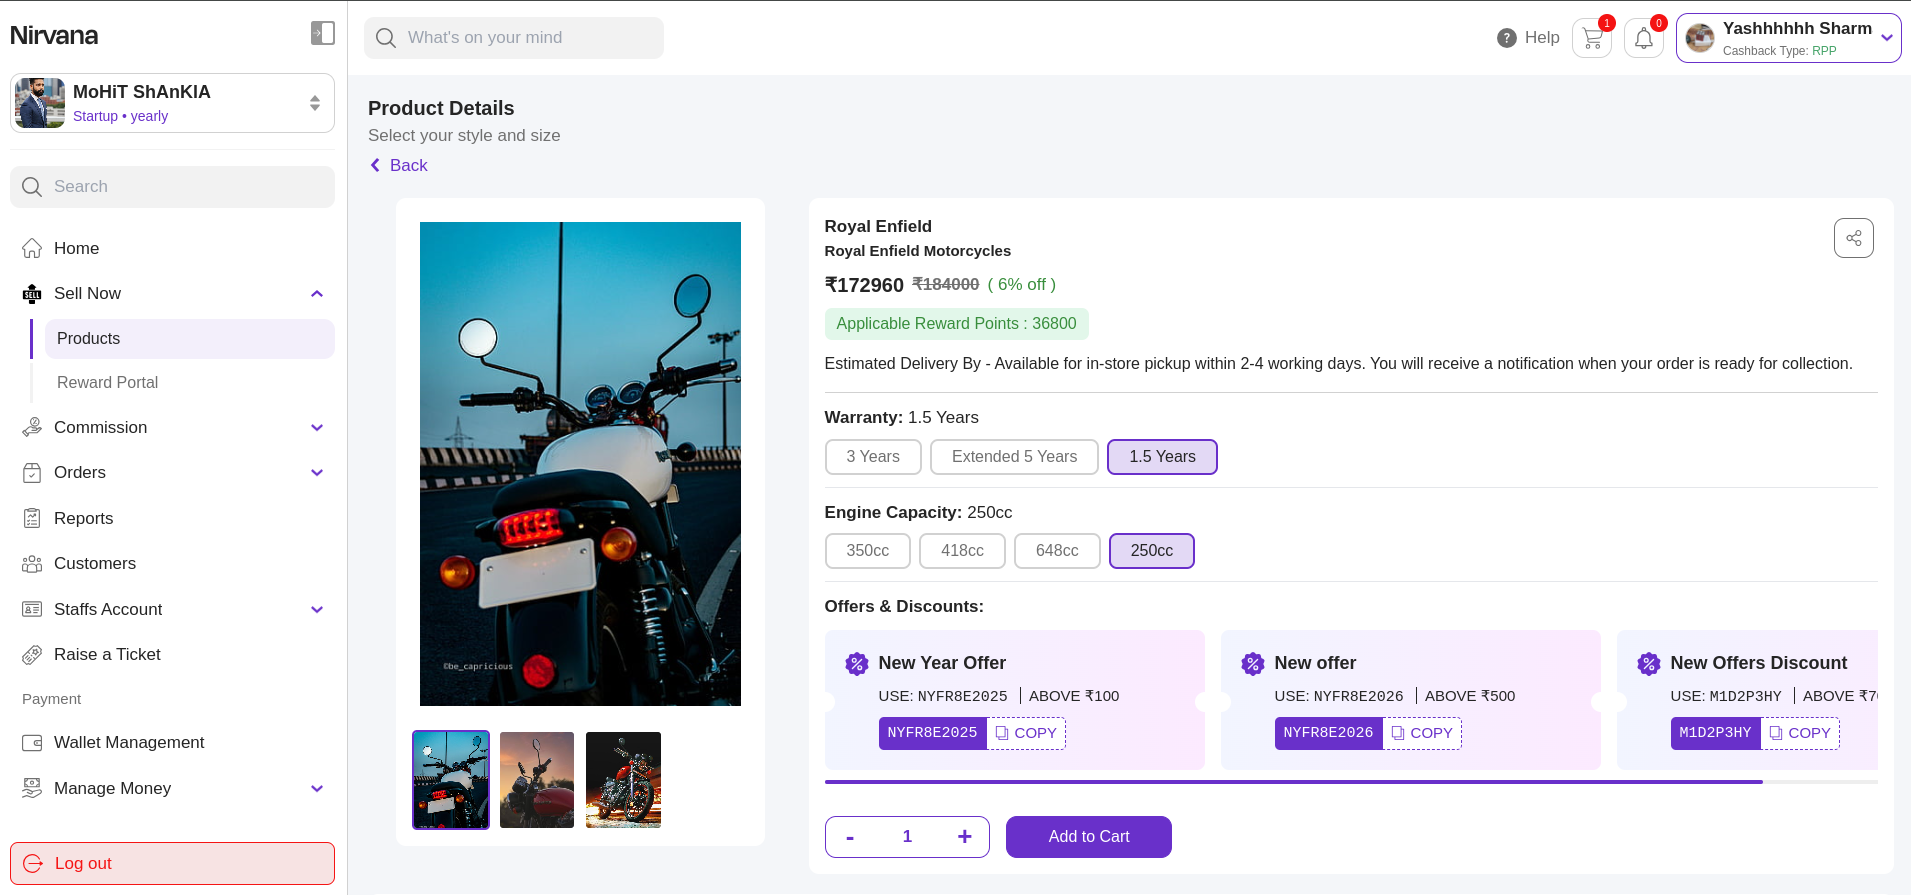 Nirvana
MoHiT ShAnKlA
Startup • yearly
Search
Home
SELL
Sell Now
Products
Reward Portal
Commission
Orders
Reports
Customers
Staffs Account
Raise a Ticket
Payment
Wallet Management
Manage Money
Log out
What's on your mind
? Help
1
0
Yashhhhhh Sharm
Cashback Type: RPP
Product Details
Select your style and size
Back
©be_capricious
Royal Enfield
Royal Enfield Motorcycles
₹172960 ₹184000 ( 6% off )
Applicable Reward Points : 36800
Estimated Delivery By - Available for in-store pickup within 2-4 working days. You will receive a notification when your order is ready for collection.
Warranty: 1.5 Years
3 Years Extended 5 Years 1.5 Years
Engine Capacity: 250cc
350cc 418cc 648cc 250cc
Offers & Discounts:
New Year Offer
USE: NYFR8E2025 | ABOVE ₹100
NYFR8E2025 COPY
New offer
USE: NYFR8E2026 | ABOVE ₹500
NYFR8E2026 COPY
New Offers Discount
USE: M1D2P3HY | ABOVE
M1D2P3HY COPY
- 1 + Add to Cart